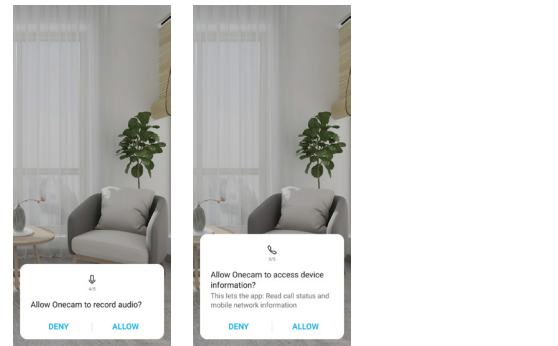 4/5
Allow Onecam to record audio?
DENY
ALLOW
5/5
Allow Onecam to access device
information?
This lets the app: Read call status and
mobile network information
DENY
ALLOW